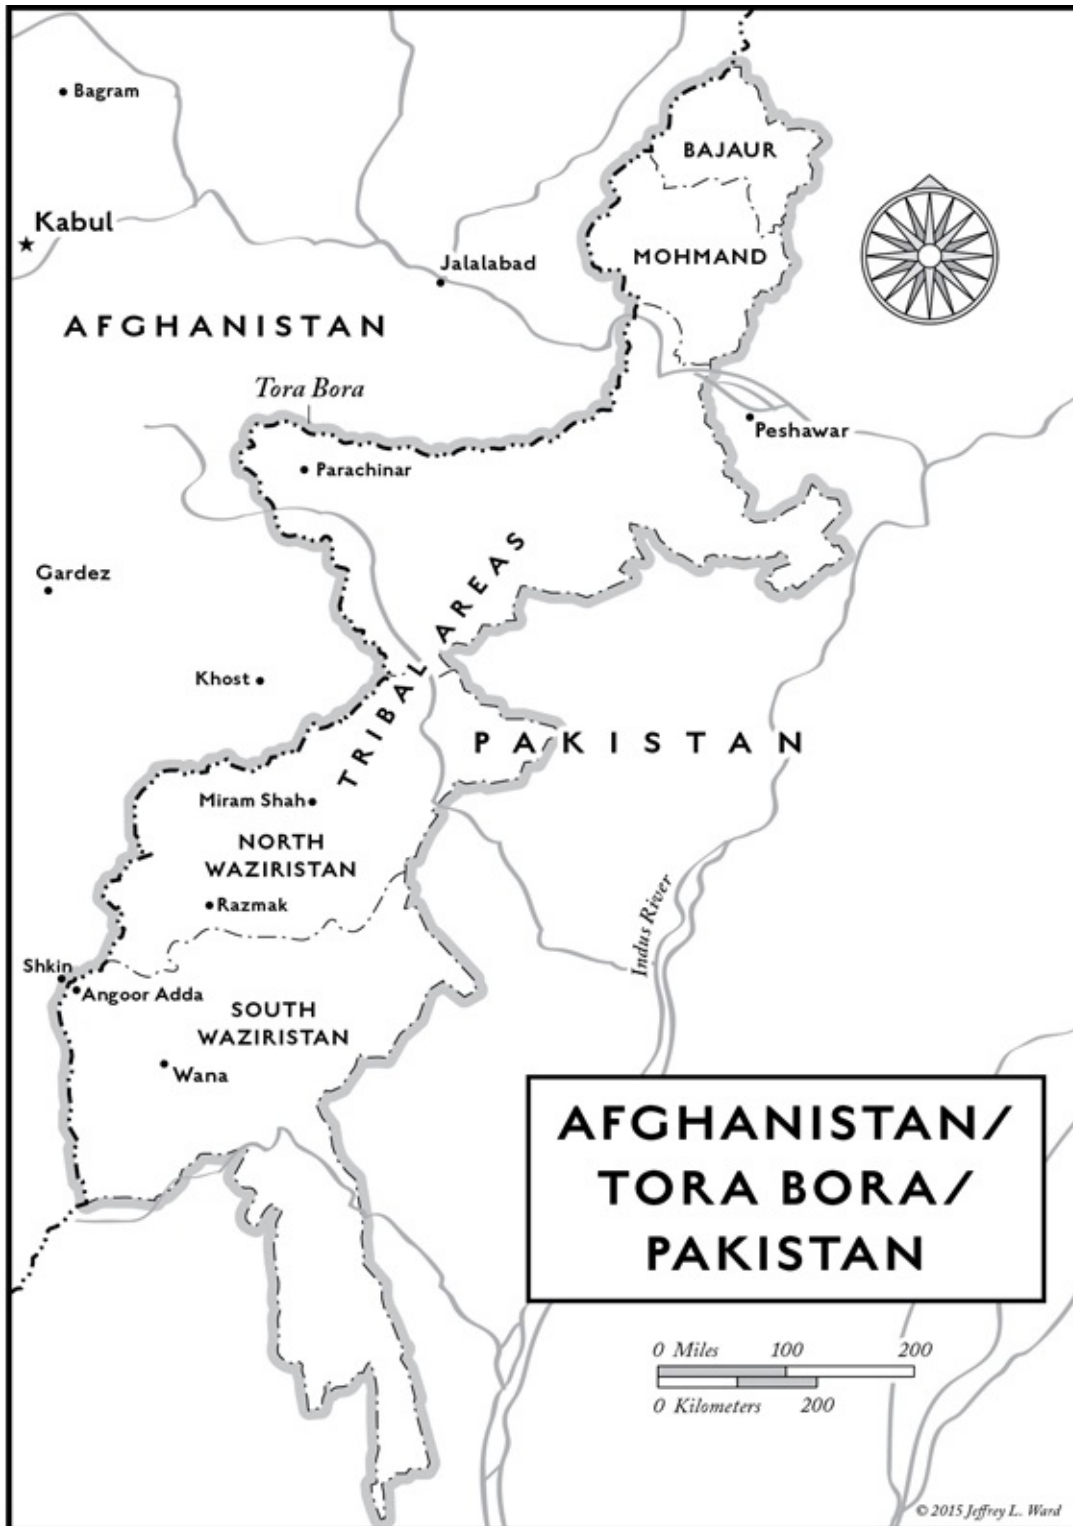 Bagram
BAJAUR
Kabul
MOHMAND
Jalalabad
AFGHANISTAN
Tora Bora
Peshawar
Parachinar
TRIBAL AREAS
Gardez
Khost
PAKISTAN
Miram Shah
NORTH
WAZIRISTAN
Razmak
Indus River
Shkin
Angoor Adda
SOUTH
WAZIRISTAN
Wana
AFGHANISTAN/
TORA BORA/
PAKISTAN
0 Miles 100 200
0 Kilometers 200
© 2015 Jeffrey L. Ward